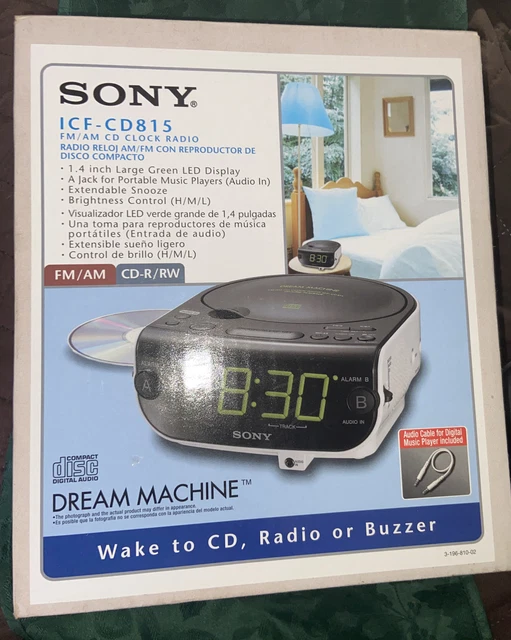 SONY®
ICF-CD815
FM/AM CD CLOCK RADIO
RADIO RELOJ AM/FM CON REPRODUCTOR DE
DISCO COMPACTO
• 1.4 inch Large Green LED Display
• A Jack for Portable Music Players (Audio In)
• Extendable Snooze
• Brightness Control (H/M/L)
• Visualizador LED verde grande de 1,4 pulgadas
• Una toma para reproductores de música
portátiles (Entrada de audio)
• Extensible sueño ligero
• Control de brillo (H/M/L)
8:30
FM/AM CD-R/RW
DREAM MACHINE
A
8:30
ALARM B
B
TRACK
AUDIO IN
SONY
Audio Cable for Digital
Music Player included
COMPACT
disc
DIGITAL AUDIO
DREAM MACHINE™
•The photograph and the actual product may differ in appearance.
•Es posible que la fotografía no se corresponda con la apariencia del modelo actual.
Wake to CD, Radio or Buzzer
3-196-810-02